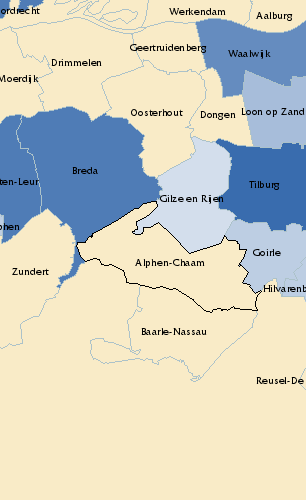 ordrecht
Werkendam
Aalburg
Geertruidenberg
Waalwijk
Drimmelen
Moerdijk
Oosterhout
Dongen
Loon op Zand
Breda
ten-Leur
Tilburg
Gilze en Rijen
phen
Goirle
Alphen-Chaam
Zundert
Hilvarenb
Baarle-Nassau
Reusel-De